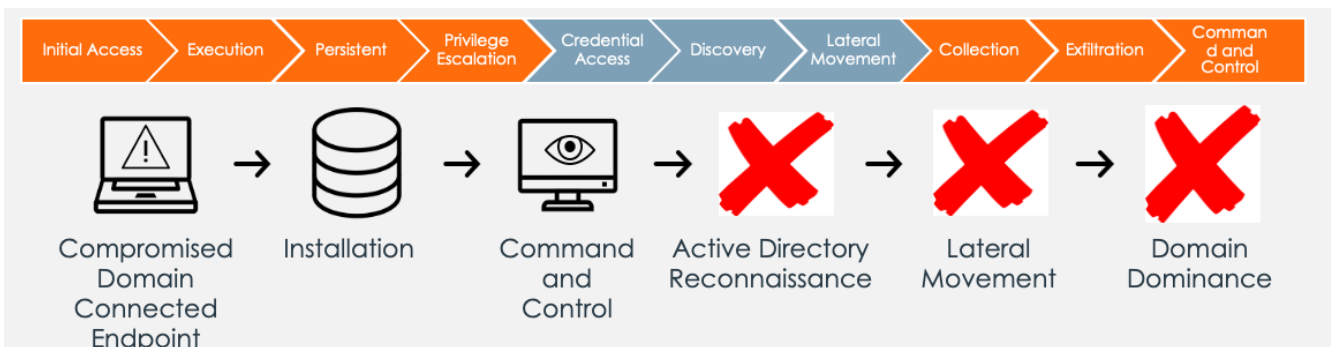 Initial Access
Execution
Persistent
Privilege
Escalation
Credential
Access
Discovery
Lateral
Movement
Collection
Exfiltration
Comman
d and
Control
Compromised
Domain
Connected
Endpoint
Installation
Command
and
Control
Active Directory
Reconnaissance
Lateral
Movement
Domain
Dominance